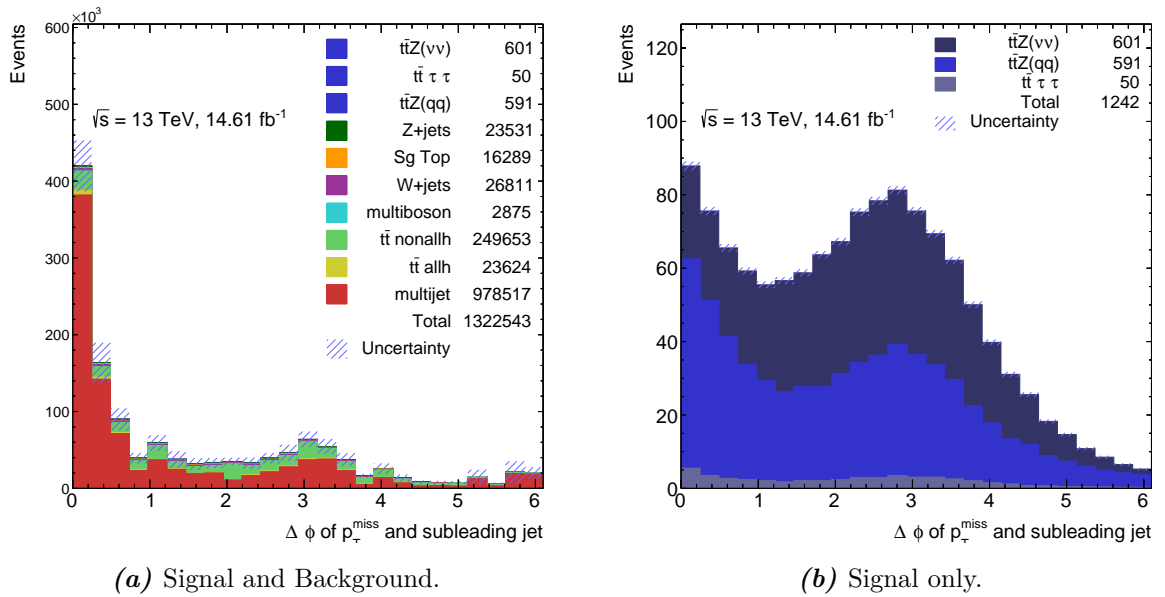 ×10³
600
500
400
300
200
100
0
Events
√s = 13 TeV, 14.61 fb⁻¹
tt̄Z(νν) 601
tt̄ τ τ 50
tt̄Z(qq) 591
Z+jets 23531
Sg Top 16289
W+jets 26811
multiboson 2875
tt̄ nonallh 249653
tt̄ allh 23624
multijet 978517
Total 1322543
Uncertainty
0 1 2 3 4 5 6
Δ ϕ of p_T^miss and subleading jet
(a) Signal and Background.
Events
120
100
80
60
40
20
0
√s = 13 TeV, 14.61 fb⁻¹
tt̄Z(νν) 601
tt̄Z(qq) 591
tt̄ τ τ 50
Total 1242
Uncertainty
0 1 2 3 4 5 6
Δ ϕ of p_T^miss and subleading jet
(b) Signal only.